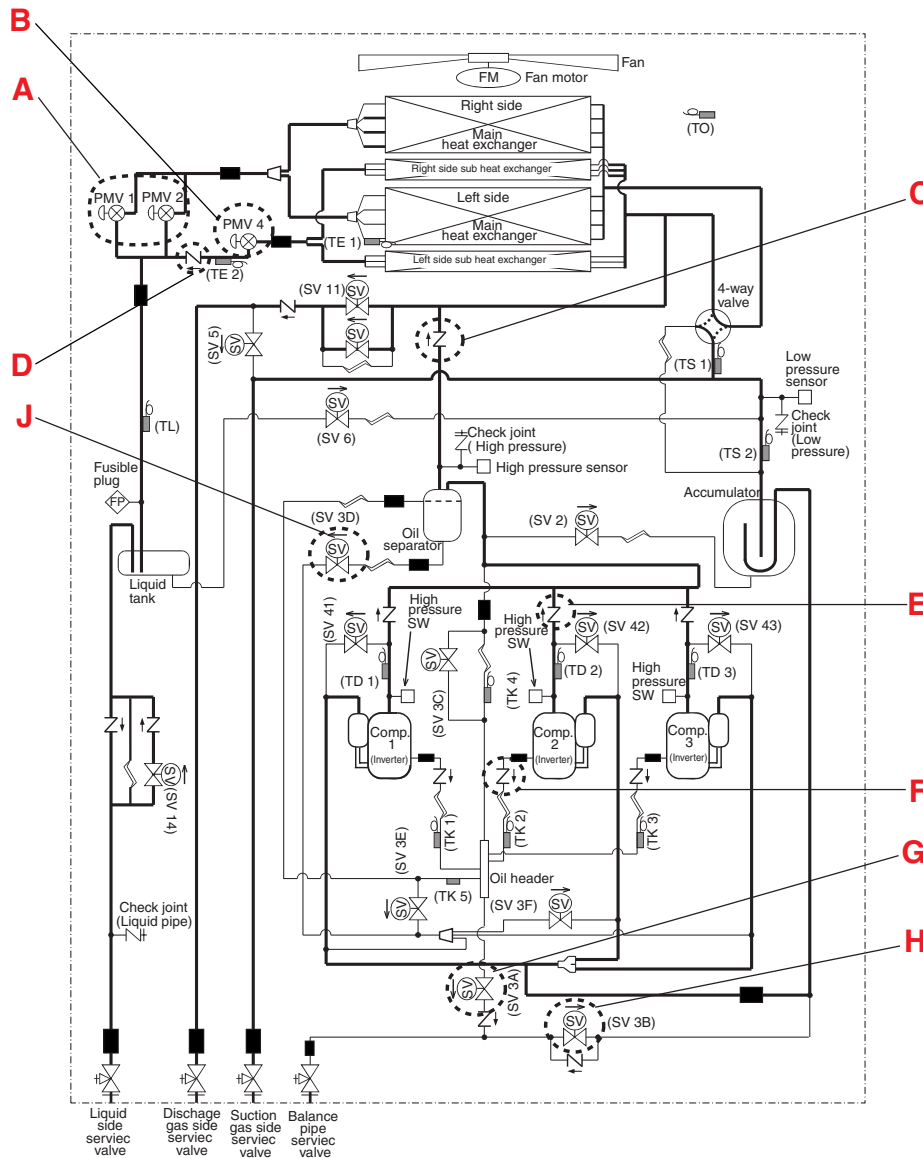 B
Fan
FM
Fan motor
A
Right side
(TO)
Main
heat exchanger
Right side sub heat exchanger
PMV 1
PMV 2
Left side
C
PMV 4
Main
heat exchanger
(TE 1)
(TE 2)
Left side sub heat exchanger
(SV 11)
SV
4-way
valve
SV
(SV 5)
SV
D
(TS 1)
Low
pressure
sensor
SV
(SV 6)
J
(TL)
Check joint
( High pressure)
Check
joint
(Low
pressure)
(TS 2)
High pressure sensor
Fusible
plug
FP
Accumulator
(SV 3D)
SV
Oil
separator
(SV 2)
SV
Liquid
tank
E
High
pressure
SW
High
pressure
SW
(SV 41)
SV
SV
(SV 42)
SV
(SV 43)
SV
(TD 1)
(TD 2)
(TD 3)
High
pressure
SW
(SV 3C)
(TK 4)
Comp.
1
(Inverter)
Comp.
2
(Inverter)
Comp.
3
(Inverter)
SV
(SV 14)
F
(TK 1)
(TK 2)
(TK 3)
(SV 3E)
G
(TK 5)
Oil header
SV
(SV 3F)
SV
Check joint
(Liquid pipe)
H
SV
(SV 3A)
SV
(SV 3B)
Liquid
side
serviec
valve
Dischage
gas side
serviec
valve
Suction
gas side
serviec
valve
Balance
pipe
serviec
valve